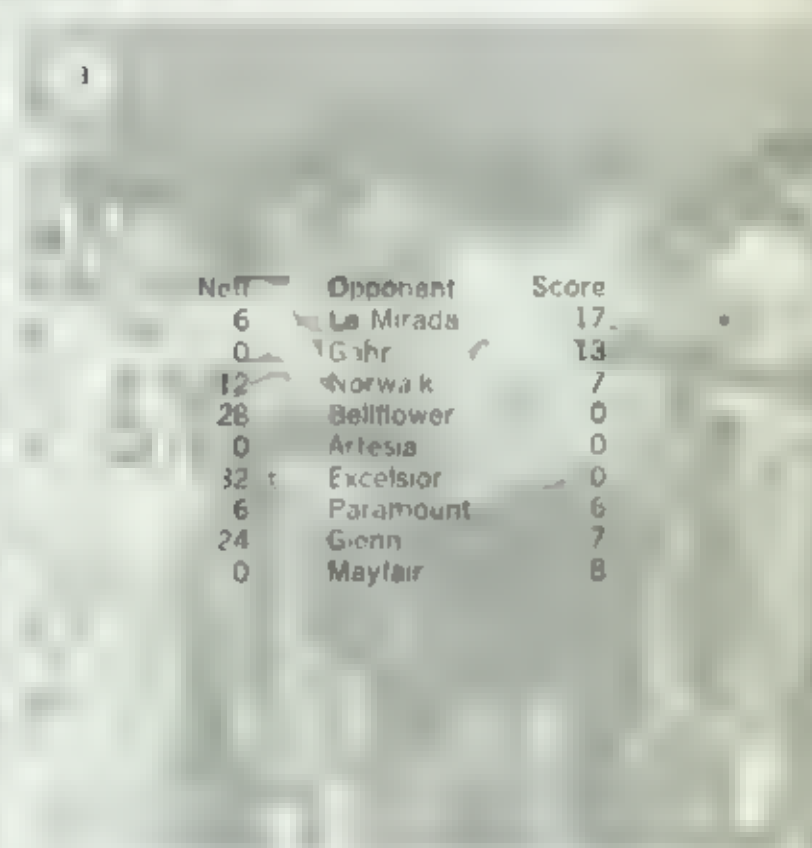 Neff Opponent Score
6 La Mirada 17
0 Gahr 13
12 Norwalk 7
28 Bellflower 0
0 Artesia 0
32 Excelsior 0
6 Paramount 6
24 Glenn 7
0 Mayfair 8